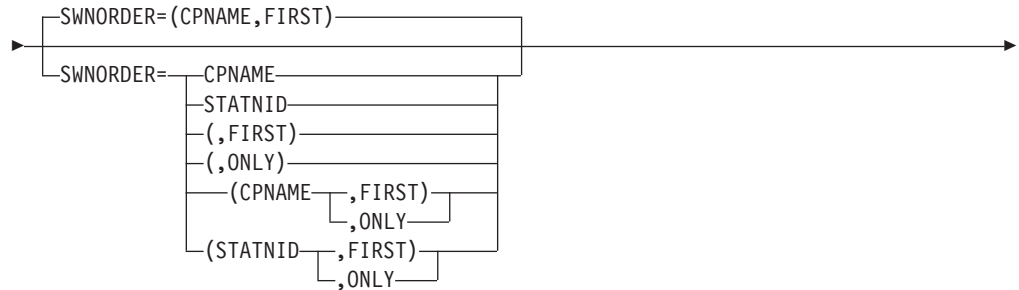 SWNORDER=(CPNAME,FIRST)
SWNORDER= CPNAME
STATNID
(,FIRST)
(,ONLY)
(CPNAME ,FIRST)
,ONLY
(STATNID ,FIRST)
,ONLY